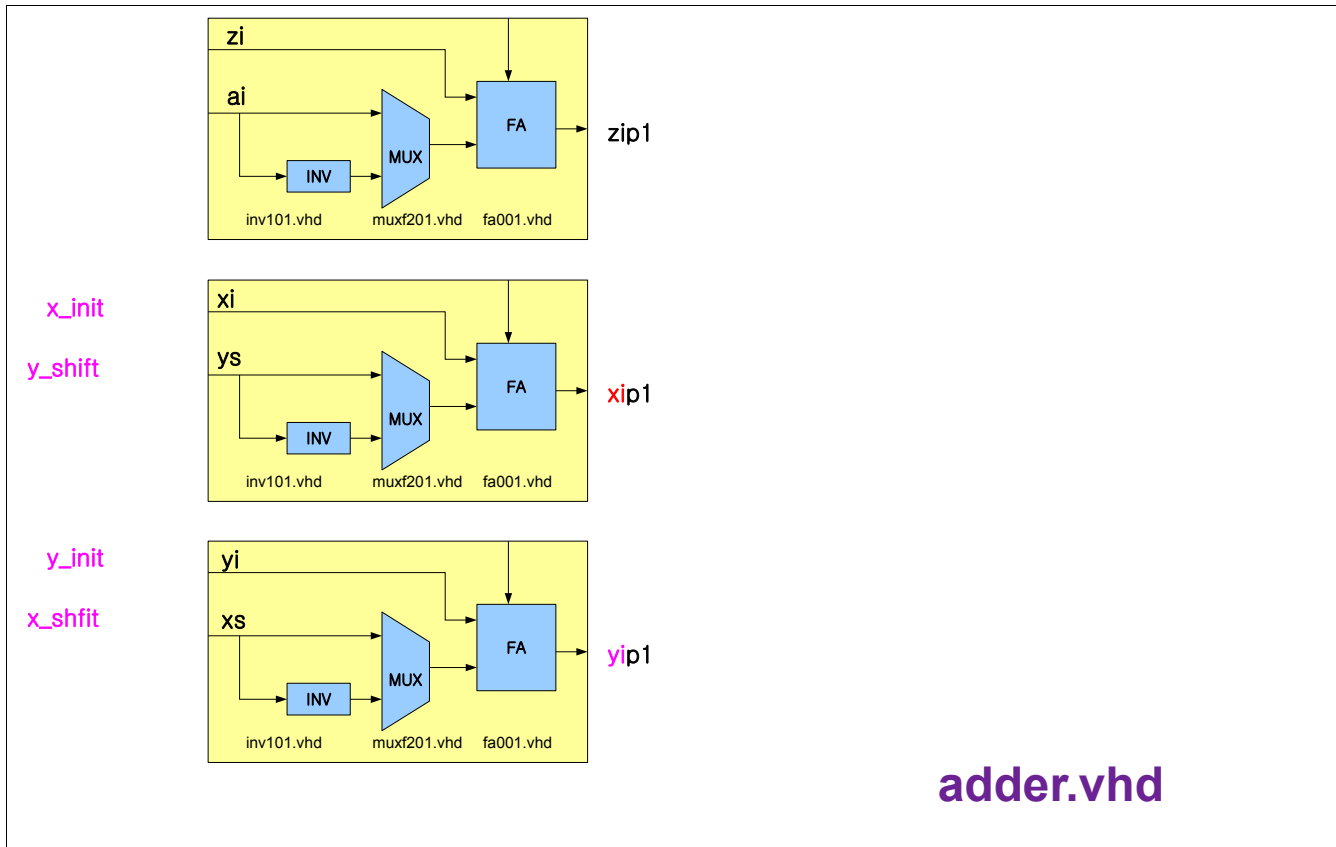 zi
ai
FA
zip1
MUX
INV
inv101.vhd muxf201.vhd fa001.vhd
x_init
xi
y_shift
ys
FA
xip1
MUX
INV
inv101.vhd muxf201.vhd fa001.vhd
y_init
yi
x_shfit
xs
FA
yip1
MUX
INV
inv101.vhd muxf201.vhd fa001.vhd
adder.vhd